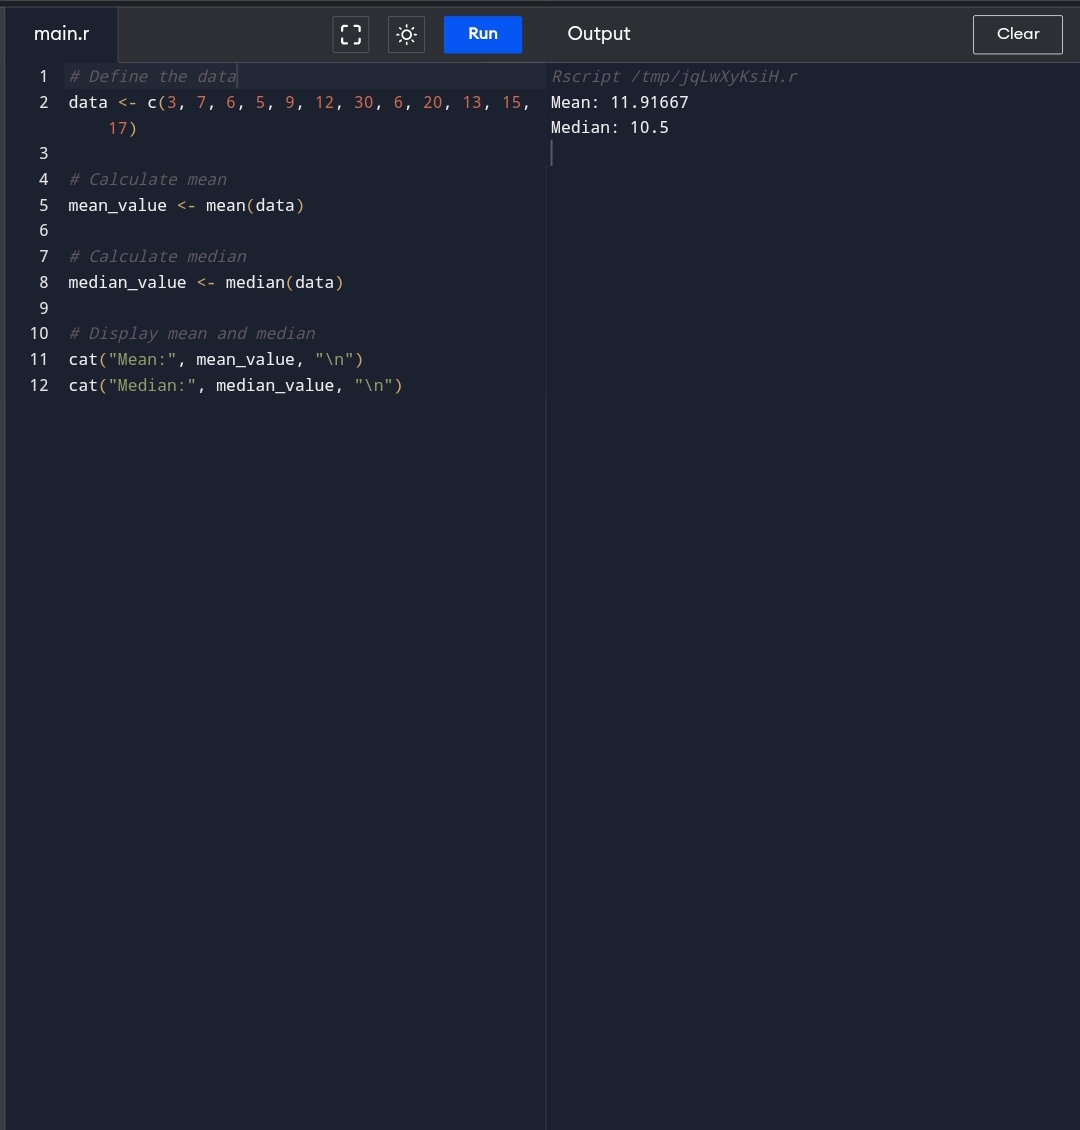 main.r
Run
Output
Clear
1 # Define the data
2 data <- c(3, 7, 6, 5, 9, 12, 30, 6, 20, 13, 15,
17)
3
4 # Calculate mean
5 mean_value <- mean(data)
6
7 # Calculate median
8 median_value <- median(data)
9
10 # Display mean and median
11 cat("Mean:", mean_value, "\n")
12 cat("Median:", median_value, "\n")
Rscript /tmp/jqLwXyKsiH.r
Mean: 11.91667
Median: 10.5